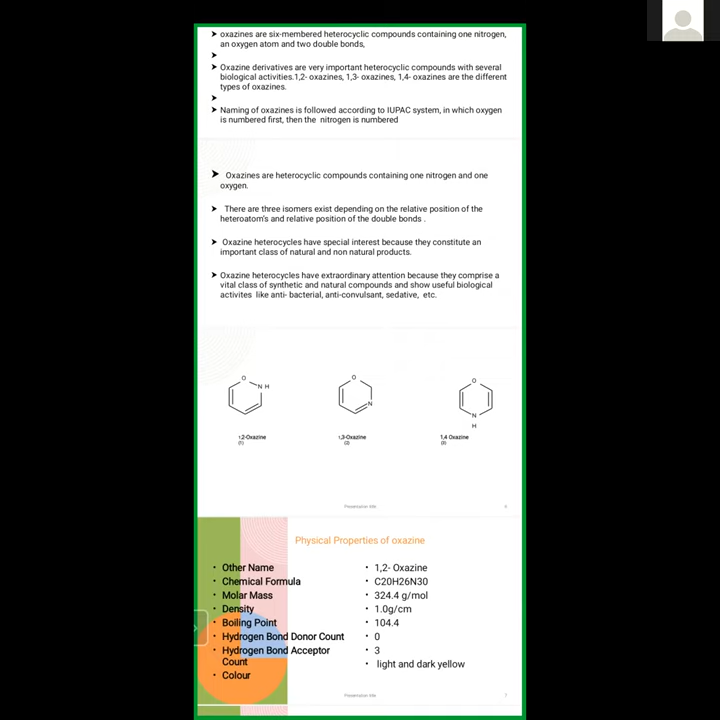 ➤ oxazines are six-membered heterocyclic compounds containing one nitrogen,
an oxygen atom and two double bonds,
➤
➤ Oxazine derivatives are very important heterocyclic compounds with several
biological activities.1,2- oxazines, 1,3- oxazines, 1,4- oxazines are the different
types of oxazines.
➤
➤ Naming of oxazines is followed according to IUPAC system, in which oxygen
is numbered first, then the nitrogen is numbered
➤ Oxazines are heterocyclic compounds containing one nitrogen and one
oxygen.
➤ There are three isomers exist depending on the relative position of the
heteroatom's and relative position of the double bonds .
➤ Oxazine heterocycles have special interest because they constitute an
important class of natural and non natural products.
➤ Oxazine heterocycles have extraordinary attention because they comprise a
vital class of synthetic and natural compounds and show useful biological
activites like anti- bacterial, anti-convulsant, sedative, etc.
O
N H
O
N
O
N
H
1,2-Oxazine
1,3-Oxazine
1,4 Oxazine
(1)
(2)
Presentation title
6
Physical Properties of oxazine
• Other Name
• Chemical Formula
• Molar Mass
• Density
• Boiling Point
• Hydrogen Bond Donor Count
• Hydrogen Bond Acceptor
Count
• Colour
• 1,2- Oxazine
• C20H26N30
• 324.4 g/mol
• 1.0g/cm
• 104.4
• 0
• 3
• light and dark yellow
Presentation title
7